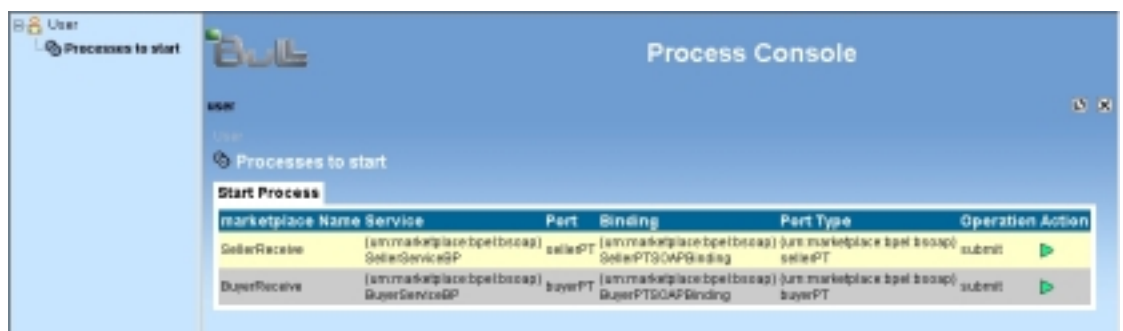 User
Processes to start
Bull
Process Console
user
User
Processes to start
Start Process
marketplace Name Service Port Binding Port Type Operation Action
SellerReceive {urn:marketplace:bpel:bsoap} SellerServiceBP sellerPT {urn:marketplace:bpel:bsoap} SellerPTSOAPBinding {urn:marketplace:bpel:bsoap} sellerPT submit
BuyerReceive {urn:marketplace:bpel:bsoap} BuyerServiceBP buyerPT {urn:marketplace:bpel:bsoap} BuyerPTSOAPBinding {urn:marketplace:bpel:bsoap} buyerPT submit